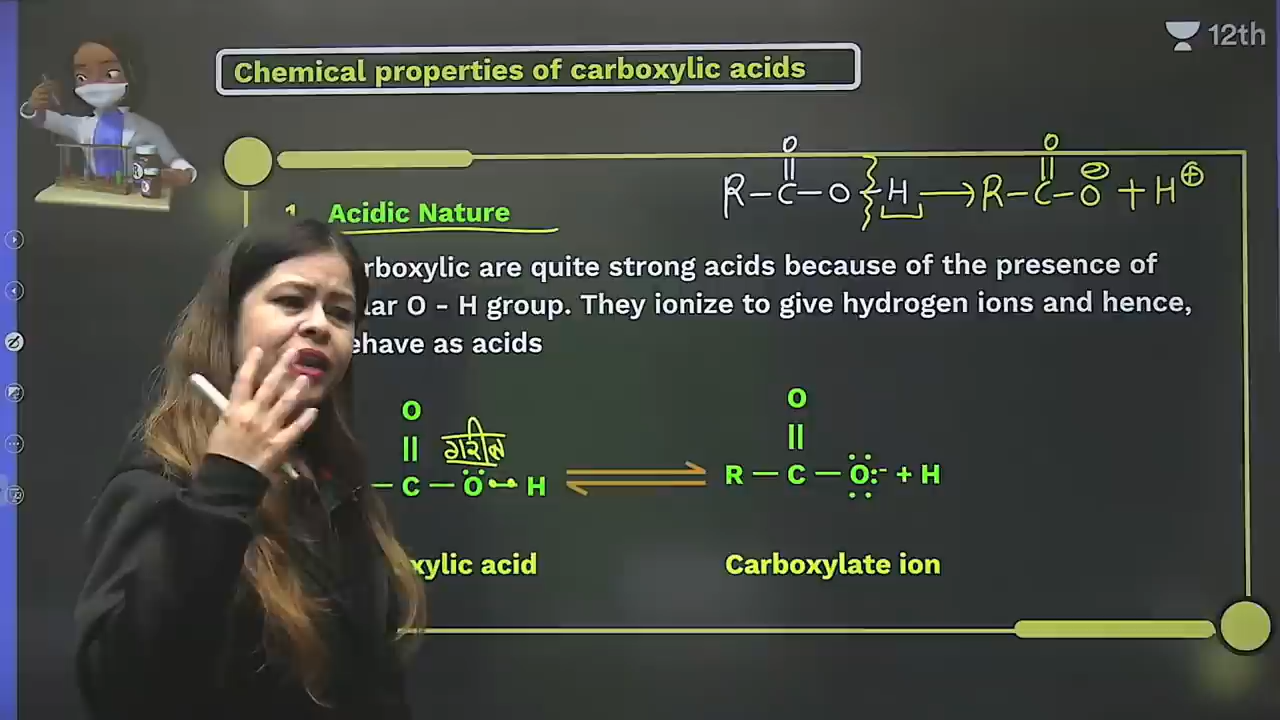 12th
Chemical properties of carboxylic acids
R–C–O–H → R–C–O⊖ + H⊕
O O
Acidic Nature
rboxylic are quite strong acids because of the presence of
lar O - H group. They ionize to give hydrogen ions and hence,
ehave as acids
O
||
गरीब
— C — Ö — H
O
||
R — C — O:⁻ + H
xylic acid
Carboxylate ion